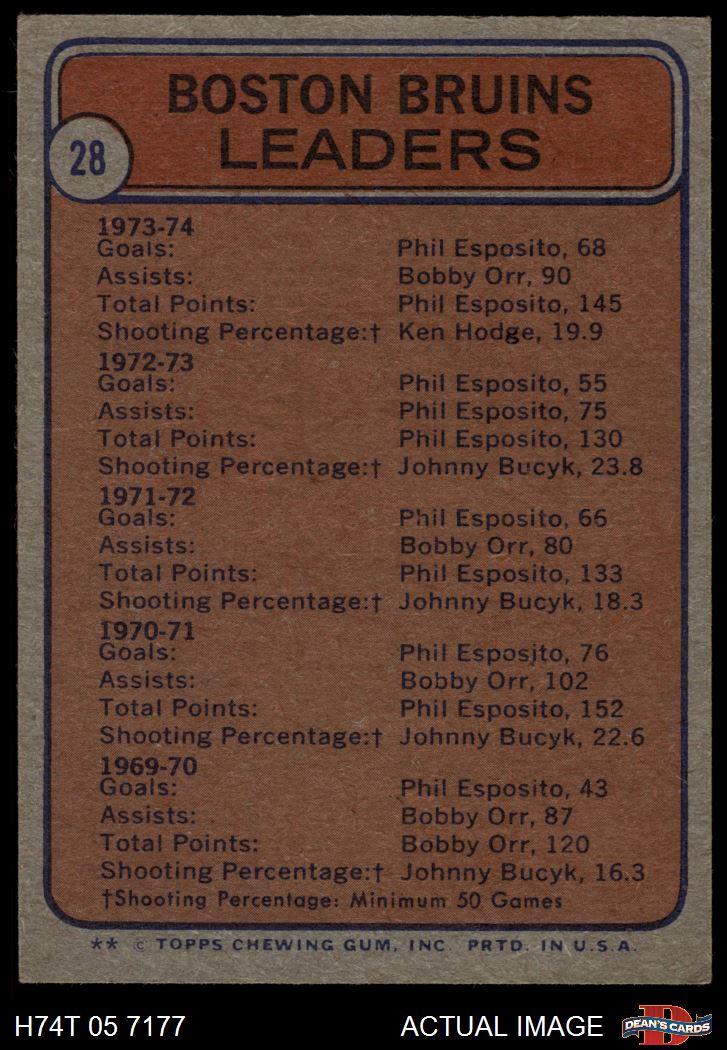 BOSTON BRUINS
LEADERS
28
1973-74
Goals: Phil Esposito, 68
Assists: Bobby Orr, 90
Total Points: Phil Esposito, 145
Shooting Percentage:† Ken Hodge, 19.9
1972-73
Goals: Phil Esposito, 55
Assists: Phil Esposito, 75
Total Points: Phil Esposito, 130
Shooting Percentage:† Johnny Bucyk, 23.8
1971-72
Goals: Phil Esposito, 66
Assists: Bobby Orr, 80
Total Points: Phil Esposito, 133
Shooting Percentage:† Johnny Bucyk, 18.3
1970-71
Goals: Phil Esposito, 76
Assists: Bobby Orr, 102
Total Points: Phil Esposito, 152
Shooting Percentage:† Johnny Bucyk, 22.6
1969-70
Goals: Phil Esposito, 43
Assists: Bobby Orr, 87
Total Points: Bobby Orr, 120
Shooting Percentage:† Johnny Bucyk, 16.3
†Shooting Percentage: Minimum 50 Games
** © TOPPS CHEWING GUM, INC. PRTD. IN U.S.A.
H74T 05 7177 ACTUAL IMAGE
D
DEAN'S CARDS